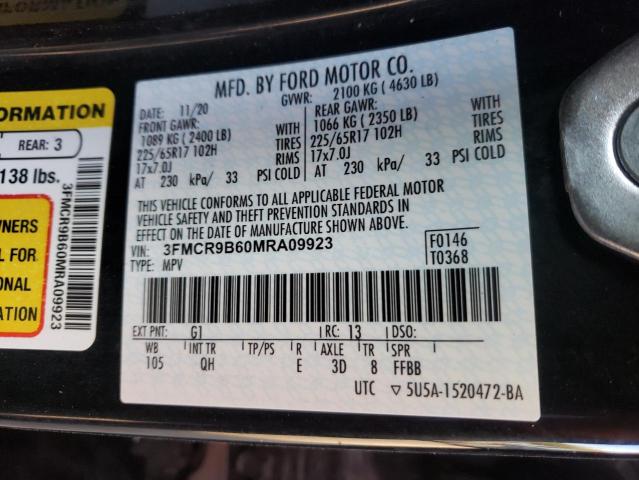 ORMATION
REAR: 3
138 lbs.
3FMCR9B60MRA09923
WNERS
L FOR
ONAL
MATION
MFD. BY FORD MOTOR CO.
DATE: 11/20 GVWR: 2100 KG ( 4630 LB)
FRONT GAWR: REAR GAWR:
1089 KG ( 2400 LB) WITH 1066 KG ( 2350 LB) WITH
225/65R17 102H TIRES 225/65R17 102H TIRES
17x7.0J RIMS 17x7.0J RIMS
AT 230 kPa/ 33 PSI COLD AT 230 kPa/ 33 PSI COLD
THIS VEHICLE CONFORMS TO ALL APPLICABLE FEDERAL MOTOR
VEHICLE SAFETY AND THEFT PREVENTION STANDARDS IN
EFFECT ON THE DATE OF MANUFACTURE SHOWN ABOVE.
VIN: 3FMCR9B60MRA09923 F0146
TYPE: MPV T0368
EXT PNT: G1 RC: 13 DSO:
WB INT TR TP/PS R AXLE TR SPR
105 QH E 3D 8 FFBB
UTC ▽ 5U5A-1520472-BA